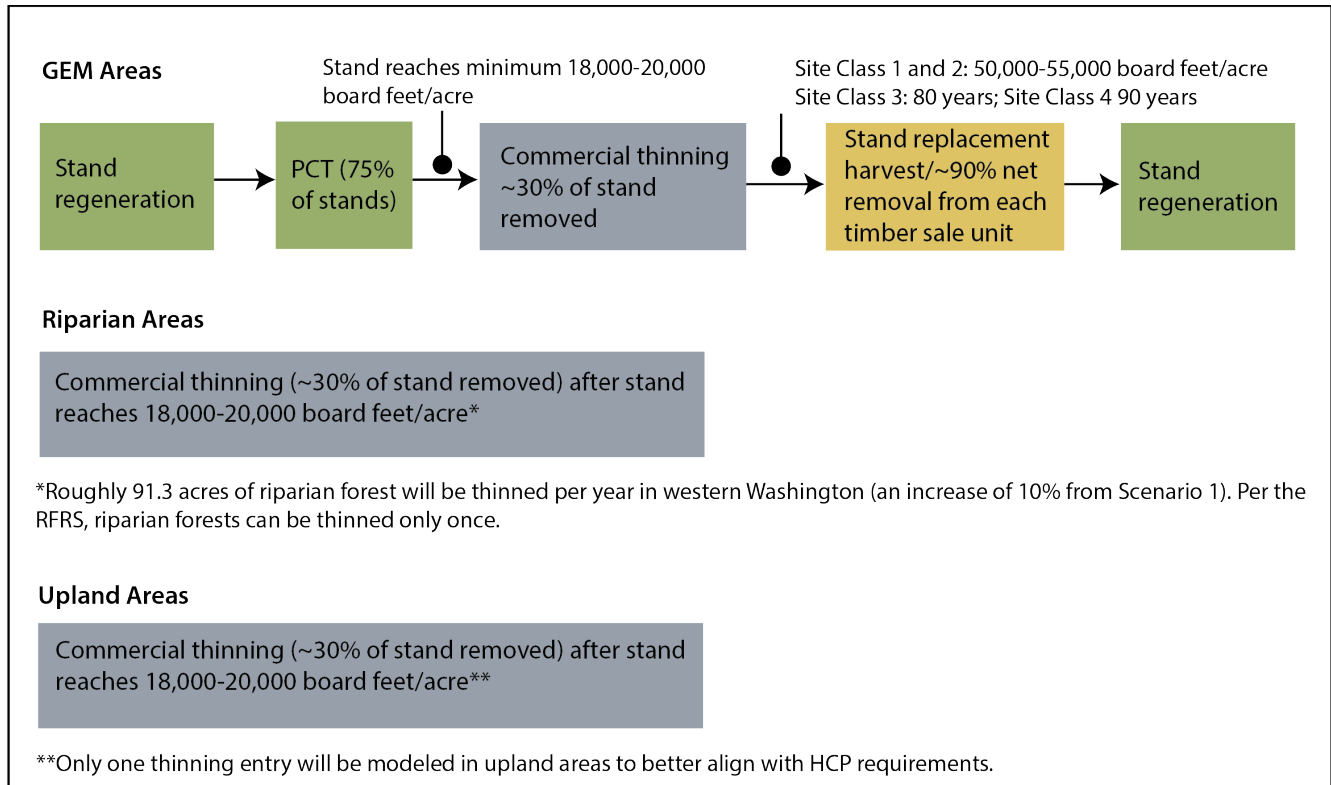 GEM Areas
Stand reaches minimum 18,000-20,000
board feet/acre
Site Class 1 and 2: 50,000-55,000 board feet/acre
Site Class 3: 80 years; Site Class 4 90 years
Stand
regeneration
PCT (75%
of stands)
Commercial thinning
~30% of stand
removed
Stand replacement
harvest/~90% net
removal from each
timber sale unit
Stand
regeneration
Riparian Areas
Commercial thinning (~30% of stand removed) after stand
reaches 18,000-20,000 board feet/acre*
*Roughly 91.3 acres of riparian forest will be thinned per year in western Washington (an increase of 10% from Scenario 1). Per the
RFRS, riparian forests can be thinned only once.
Upland Areas
Commercial thinning (~30% of stand removed) after stand
reaches 18,000-20,000 board feet/acre**
**Only one thinning entry will be modeled in upland areas to better align with HCP requirements.